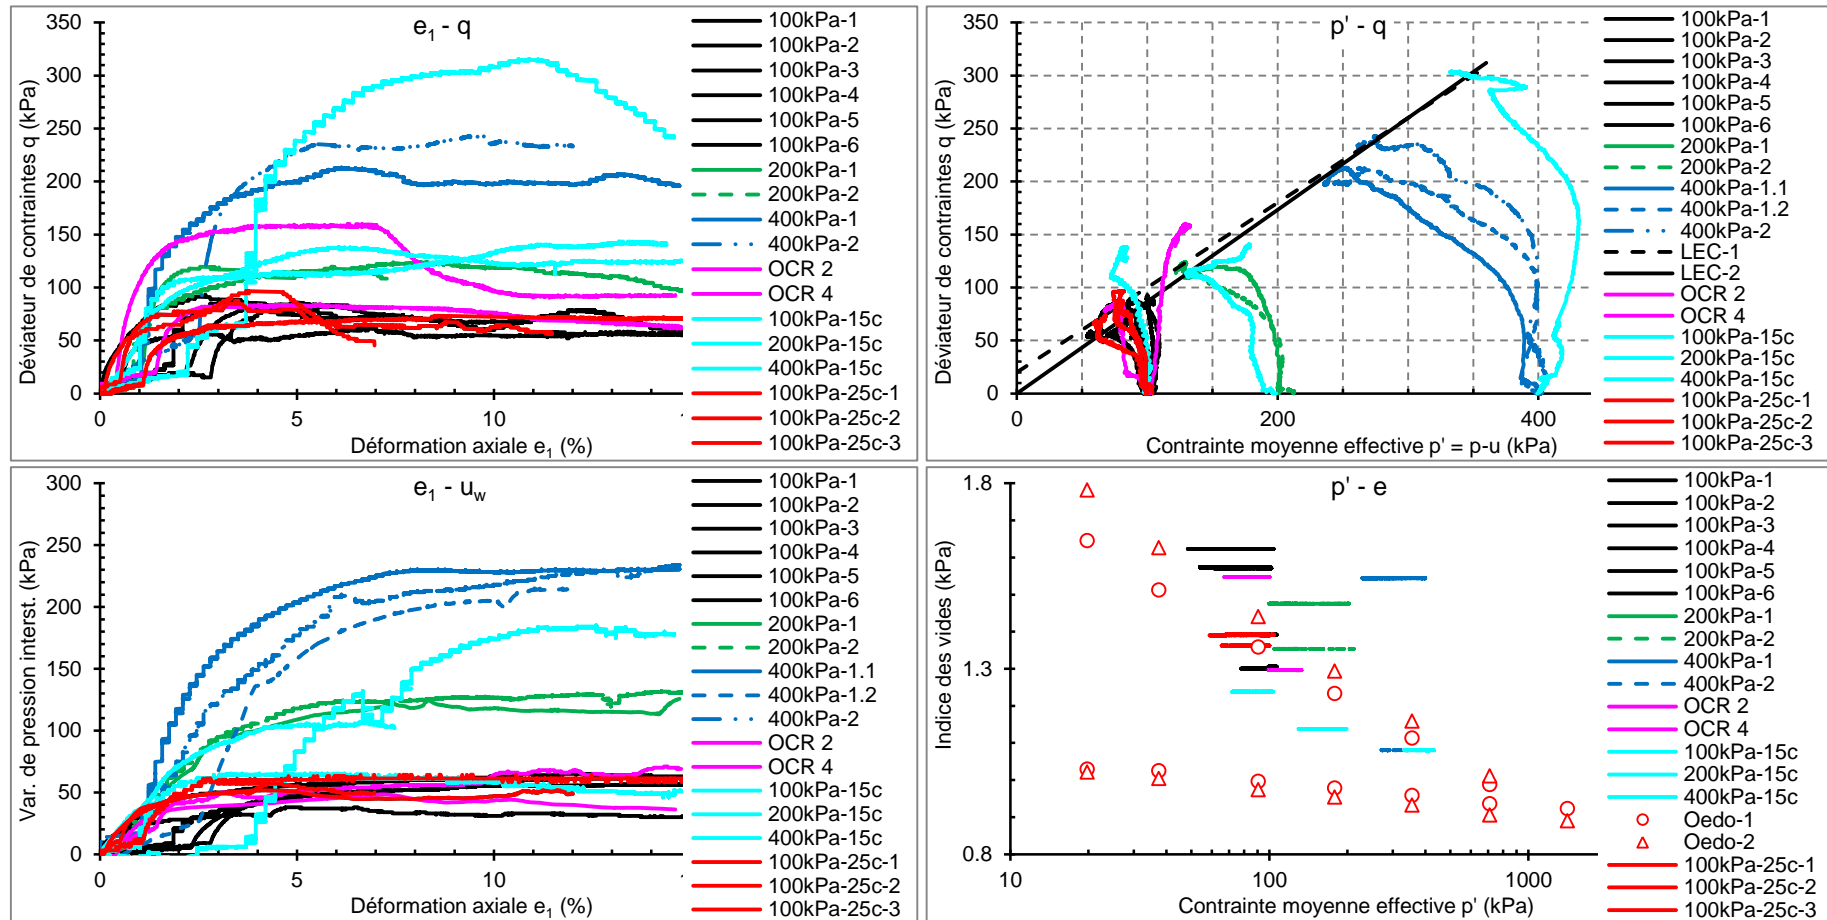 e1 - q
Déviateur de contraintes q (kPa)
350
300
250
200
150
100
50
0
0
5
10
1
Déformation axiale e1 (%)
100kPa-1
100kPa-2
100kPa-3
100kPa-4
100kPa-5
100kPa-6
200kPa-1
200kPa-2
400kPa-1
400kPa-2
OCR 2
OCR 4
100kPa-15c
200kPa-15c
400kPa-15c
100kPa-25c-1
100kPa-25c-2
100kPa-25c-3
p' - q
Déviateur de contraintes q (kPa)
350
300
250
200
150
100
50
0
0
200
400
Contrainte moyenne effective p' = p-u (kPa)
100kPa-1
100kPa-2
100kPa-3
100kPa-4
100kPa-5
100kPa-6
200kPa-1
200kPa-2
400kPa-1.1
400kPa-1.2
400kPa-2
LEC-1
LEC-2
OCR 2
OCR 4
100kPa-15c
200kPa-15c
400kPa-15c
100kPa-25c-1
100kPa-25c-2
100kPa-25c-3
e1 - uw
Var. de pression interst. (kPa)
300
250
200
150
100
50
0
0
5
10
1
Déformation axiale e1 (%)
100kPa-1
100kPa-2
100kPa-3
100kPa-4
100kPa-5
100kPa-6
200kPa-1
200kPa-2
400kPa-1.1
400kPa-1.2
400kPa-2
OCR 2
OCR 4
100kPa-15c
200kPa-15c
400kPa-15c
100kPa-25c-1
100kPa-25c-2
100kPa-25c-3
p' - e
Indice des vides (kPa)
1.8
1.3
0.8
10
100
1000
Contrainte moyenne effective p' (kPa)
100kPa-1
100kPa-2
100kPa-3
100kPa-4
100kPa-5
100kPa-6
200kPa-1
200kPa-2
400kPa-1
400kPa-2
OCR 2
OCR 4
100kPa-15c
200kPa-15c
400kPa-15c
Oedo-1
Oedo-2
100kPa-25c-1
100kPa-25c-2
100kPa-25c-3